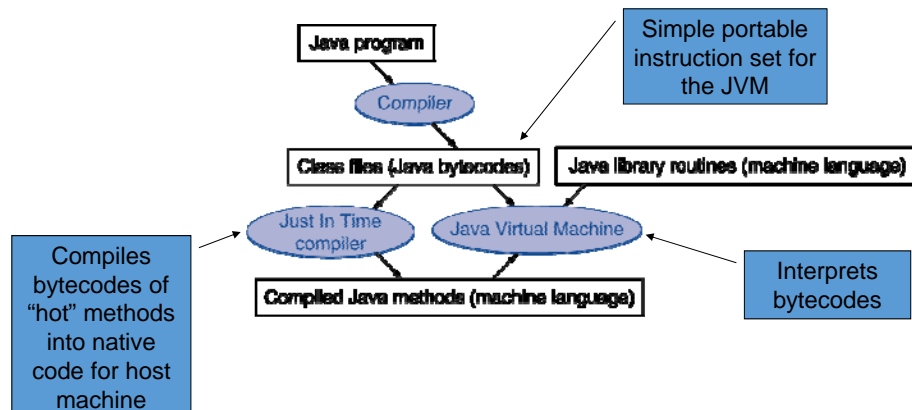 Java program
Simple portable
instruction set for
the JVM
Compiler
Class files (Java bytecodes)
Java library routines (machine language)
Just In Time
compiler
Java Virtual Machine
Compiles
bytecodes of
“hot” methods
into native
code for host
machine
Compiled Java methods (machine language)
Interprets
bytecodes